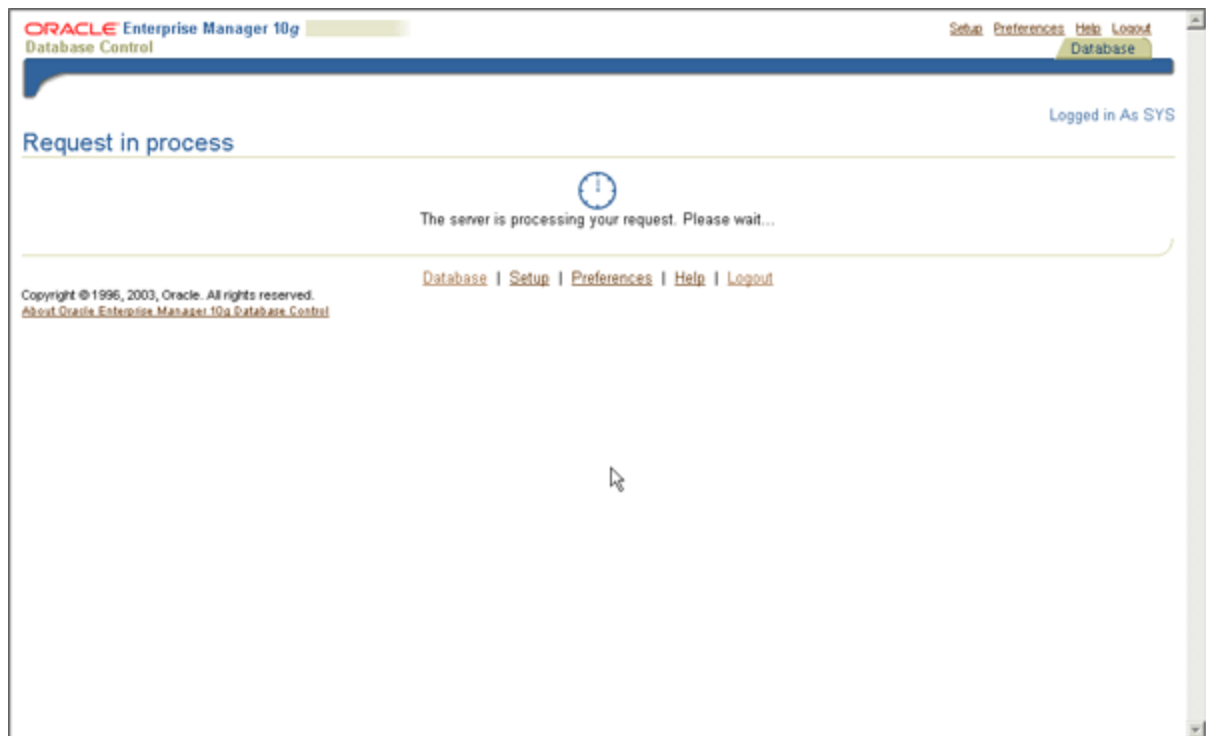 ORACLE Enterprise Manager 10g
Database Control
Setup Preferences Help Logout
Database
Logged in As SYS
Request in process
The server is processing your request. Please wait...
Database | Setup | Preferences | Help | Logout
Copyright © 1996, 2003, Oracle. All rights reserved.
About Oracle Enterprise Manager 10g Database Control